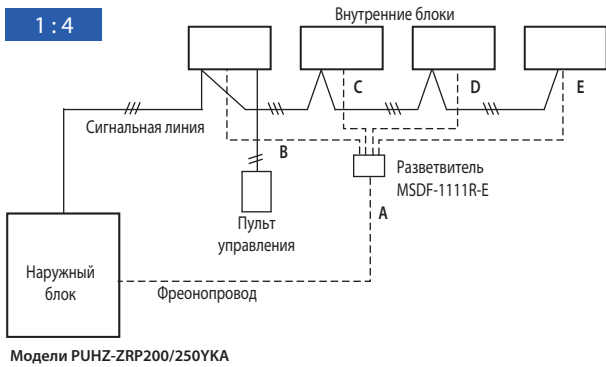 1 : 4
Внутренние блоки
C
D
E
Сигнальная линия
B
Разветвитель
MSDF-1111R-E
A
Пульт
управления
Наружный
блок
Фреонопровод
Модели PUHZ-ZRP200/250YKA